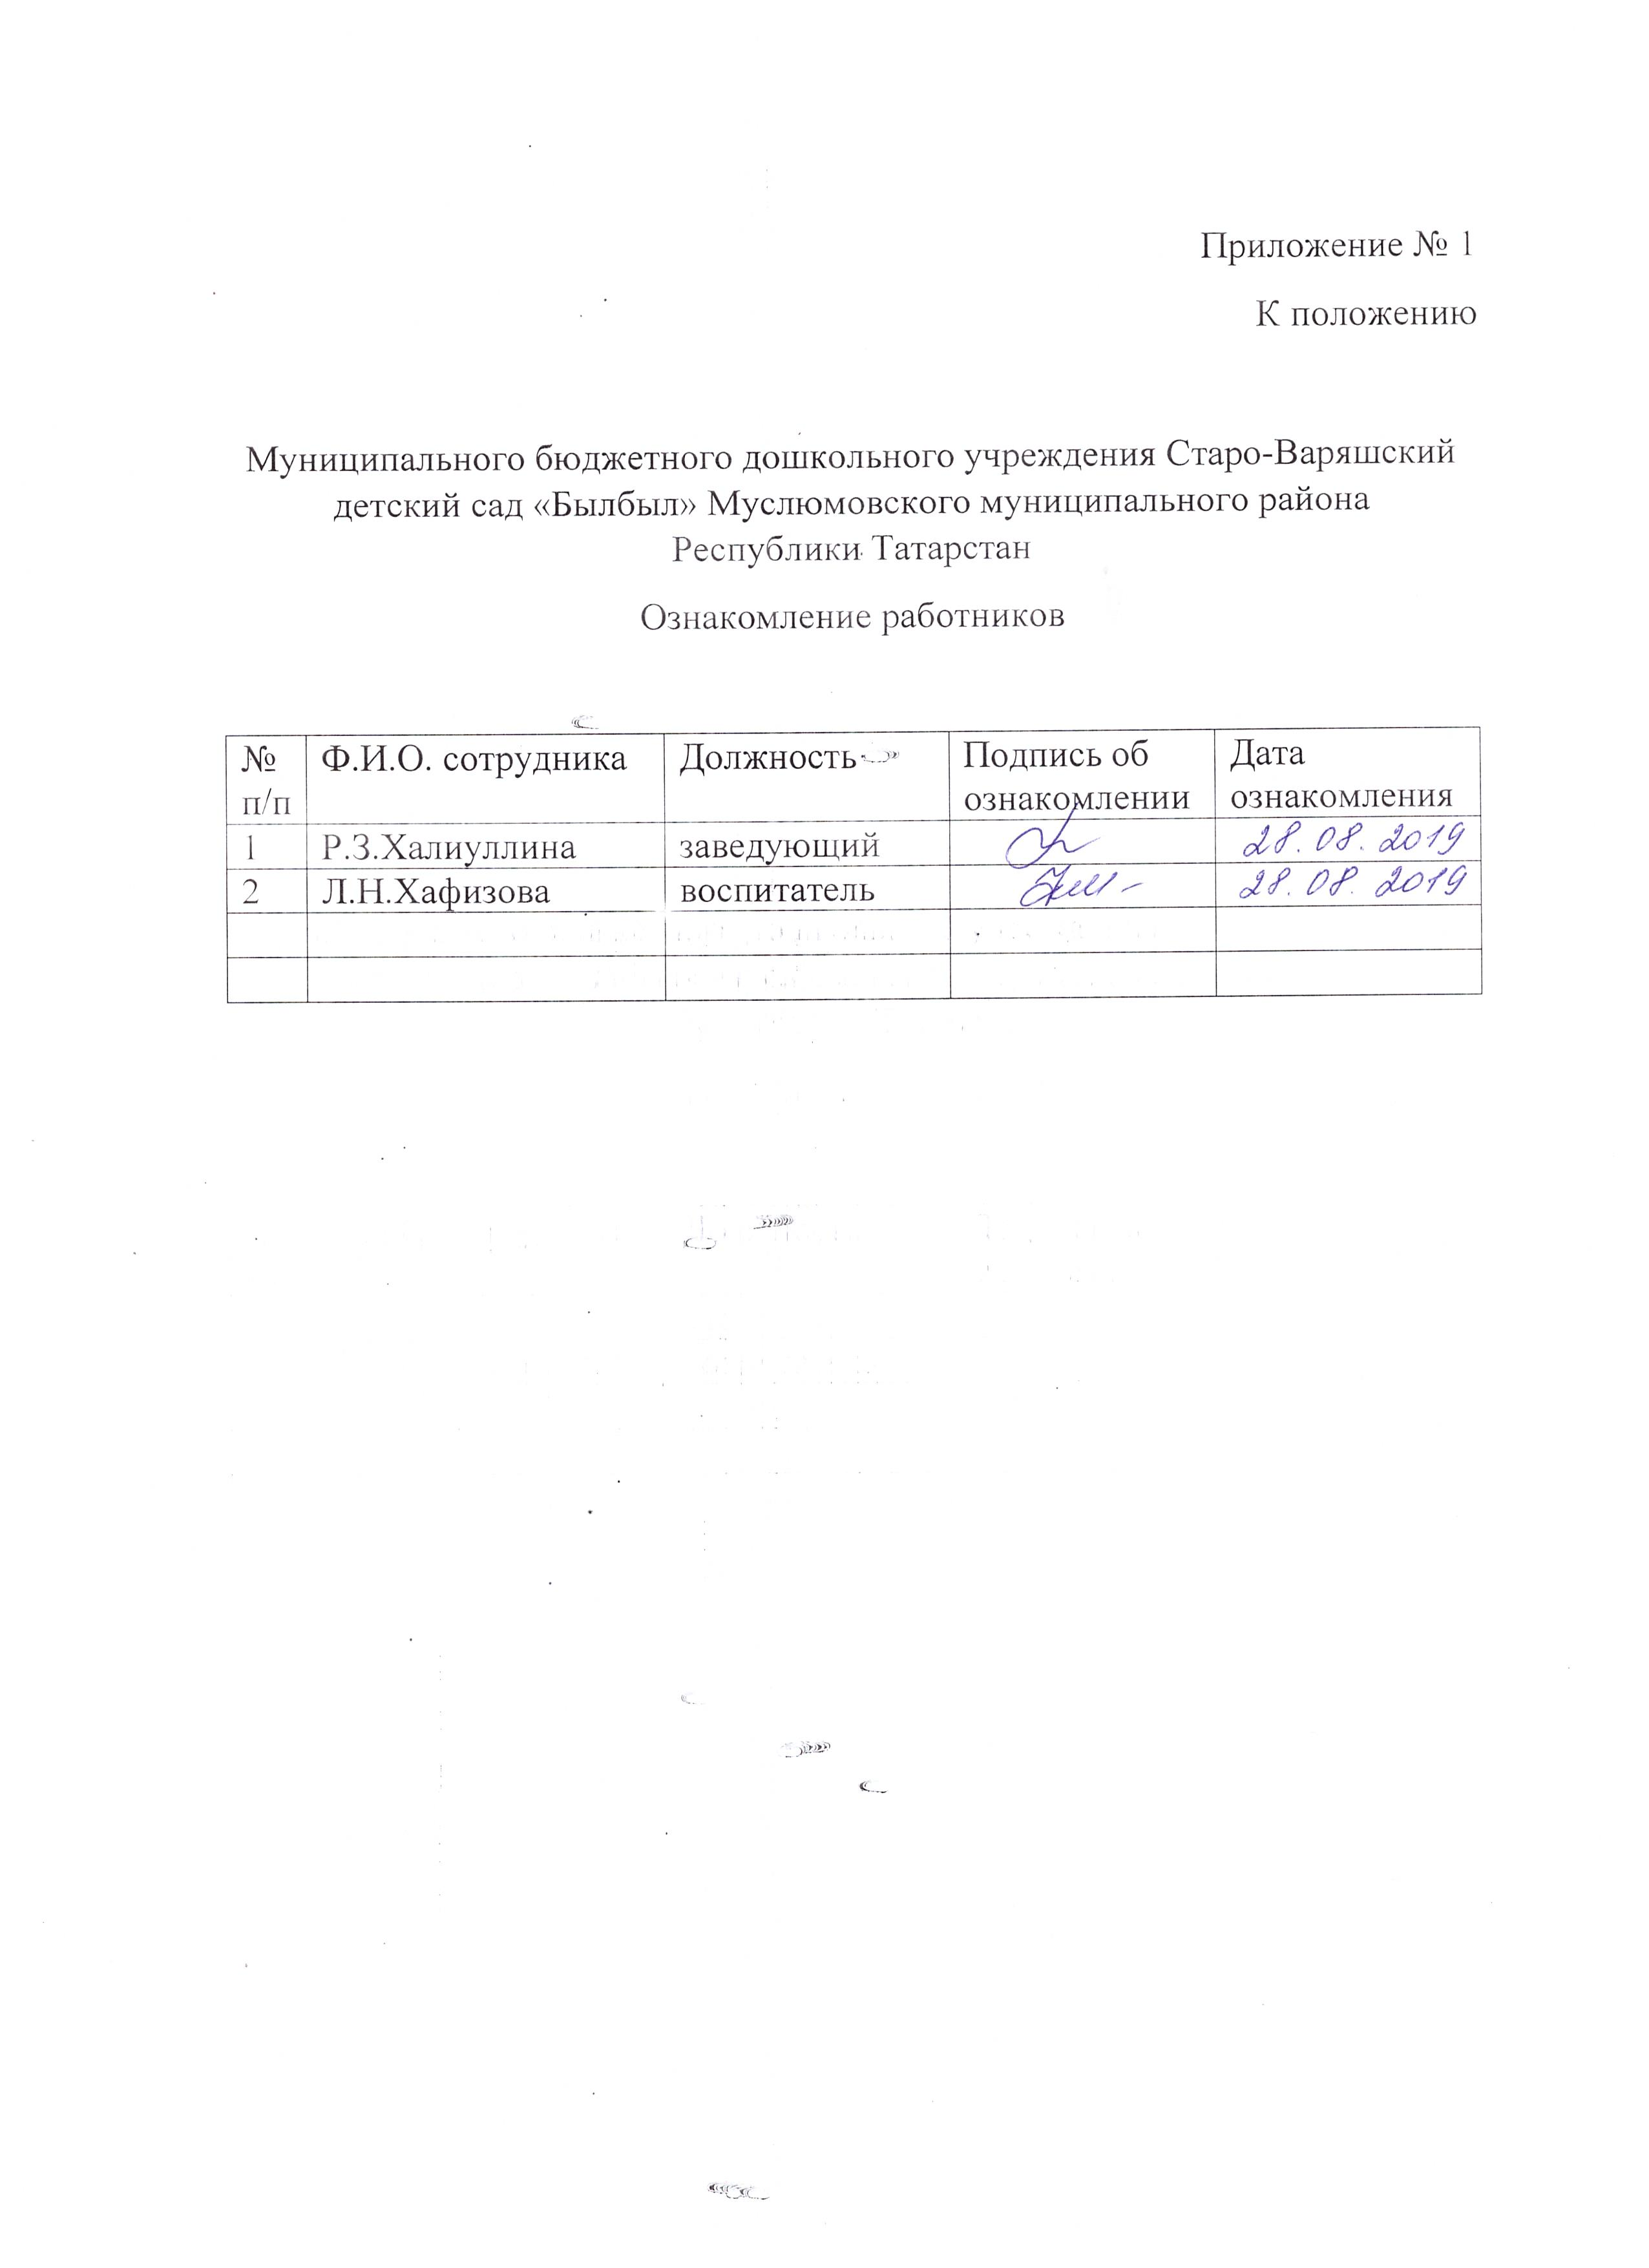 Приложение № 1
К положению
Муниципального бюджетного дошкольного учреждения Старо-Варяшский
детский сад «Былбыл» Муслюмовского муниципального района
Республики Татарстан
Ознакомление работников
№ п/п Ф.И.О. сотрудника Должность Подпись об ознакомлении Дата ознакомления
1 Р.З.Халиуллина заведующий 28.08.2019
2 Л.Н.Хафизова воспитатель 28.08.2019